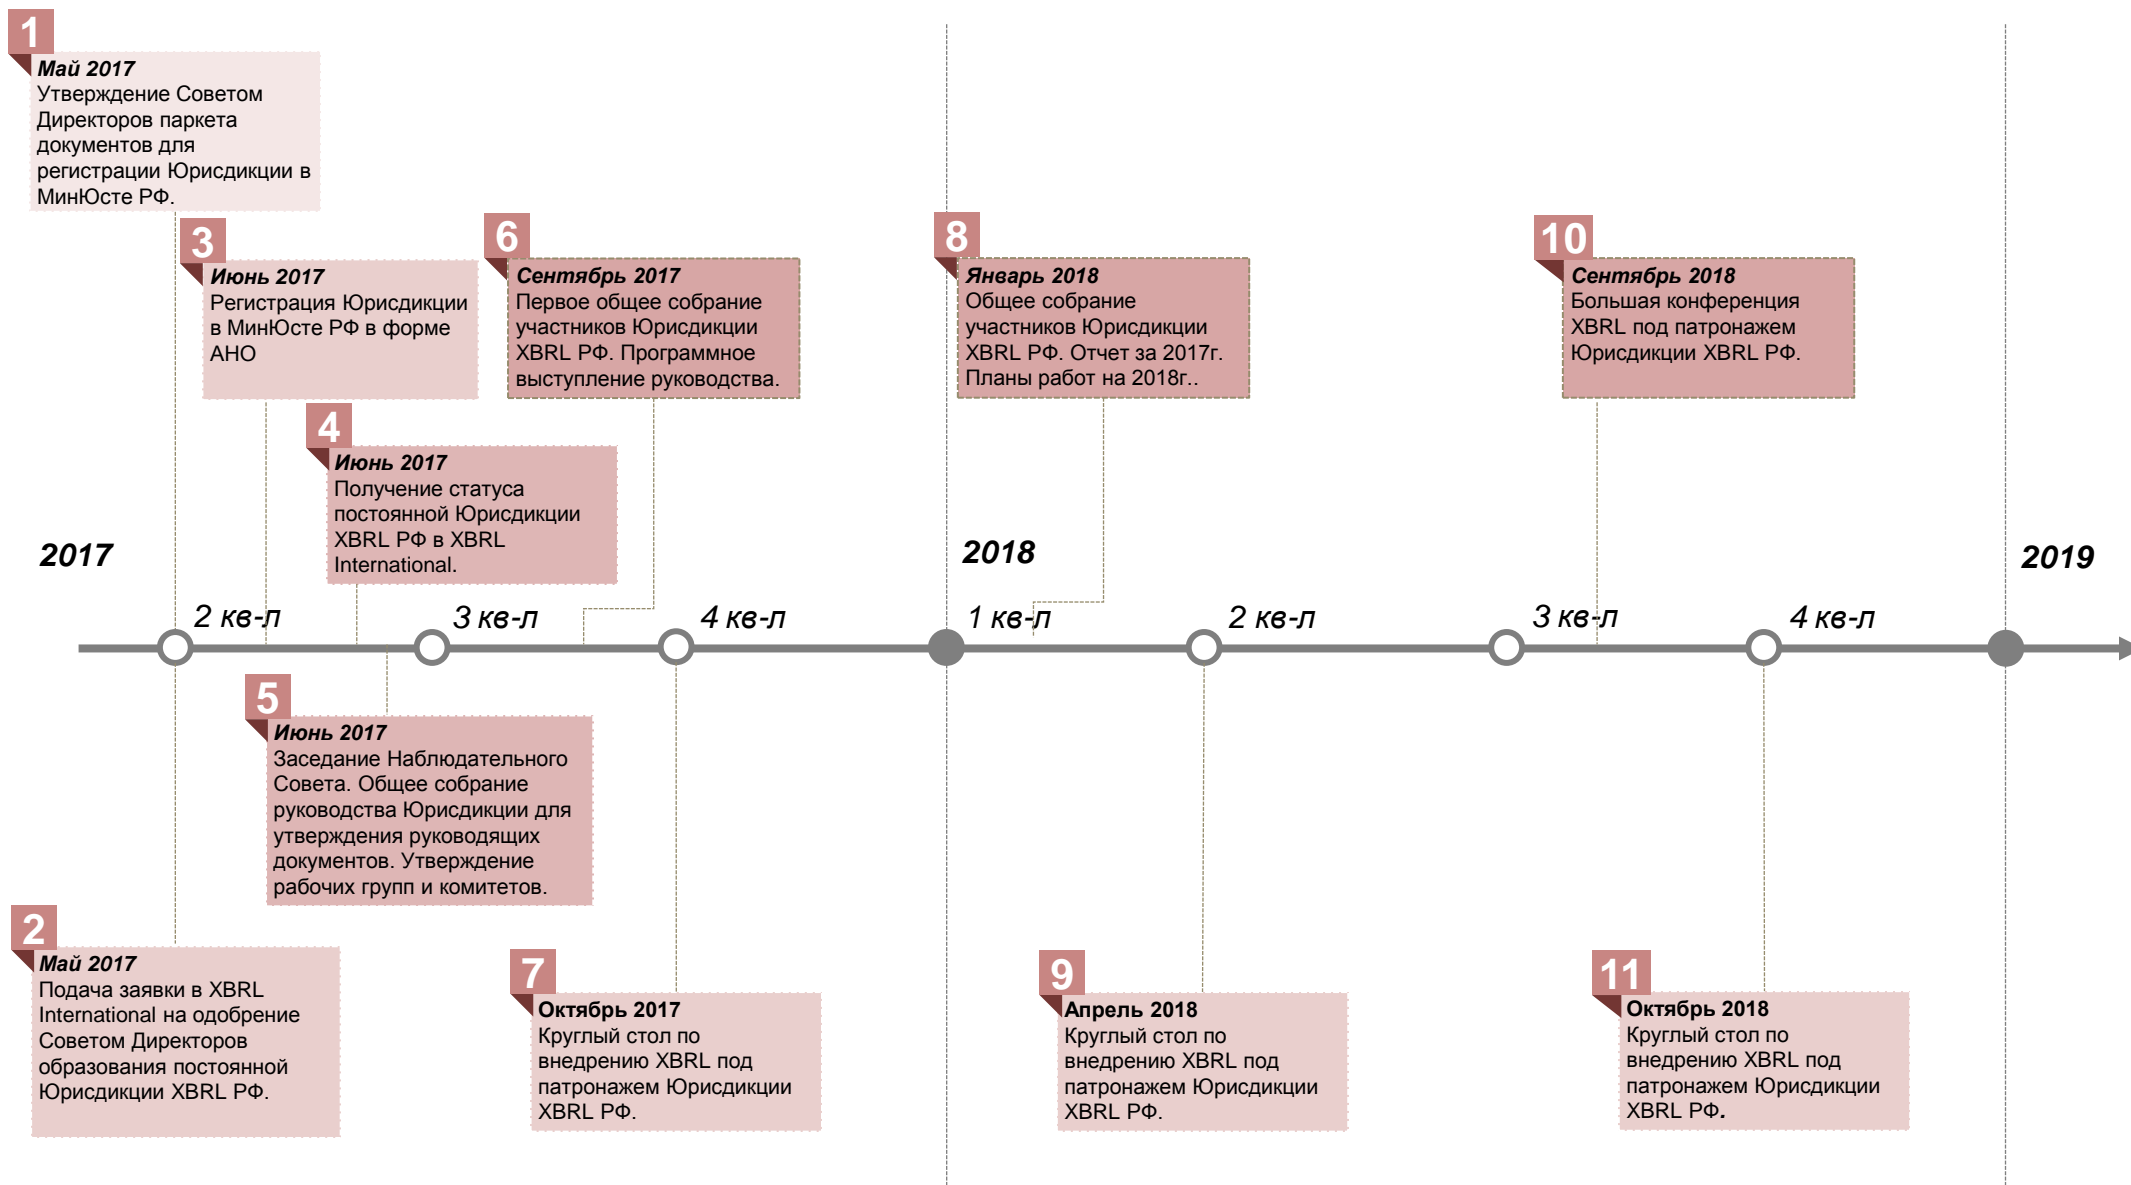 1
Май 2017
Утверждение Советом
Директоров паркета
документов для
регистрации Юрисдикции в
МинЮсте РФ.
3
Июнь 2017
Регистрация Юрисдикции
в МинЮсте РФ в форме
АНО
6
Сентябрь 2017
Первое общее собрание
участников Юрисдикции
XBRL РФ. Программное
выступление руководства.
8
Январь 2018
Общее собрание
участников Юрисдикции
XBRL РФ. Отчет за 2017г.
Планы работ на 2018г..
10
Сентябрь 2018
Большая конференция
XBRL под патронажем
Юрисдикции XBRL РФ.
4
Июнь 2017
Получение статуса
постоянной Юрисдикции
XBRL РФ в XBRL
International.
2017
2018
2019
2 кв-л
3 кв-л
4 кв-л
1 кв-л
2 кв-л
3 кв-л
4 кв-л
5
Июнь 2017
Заседание Наблюдательного
Совета. Общее собрание
руководства Юрисдикции для
утверждения руководящих
документов. Утверждение
рабочих групп и комитетов.
2
Май 2017
Подача заявки в XBRL
International на одобрение
Советом Директоров
образования постоянной
Юрисдикции XBRL РФ.
7
Октябрь 2017
Круглый стол по
внедрению XBRL под
патронажем Юрисдикции
XBRL РФ.
9
Апрель 2018
Круглый стол по
внедрению XBRL под
патронажем Юрисдикции
XBRL РФ.
11
Октябрь 2018
Круглый стол по
внедрению XBRL под
патронажем Юрисдикции
XBRL РФ.